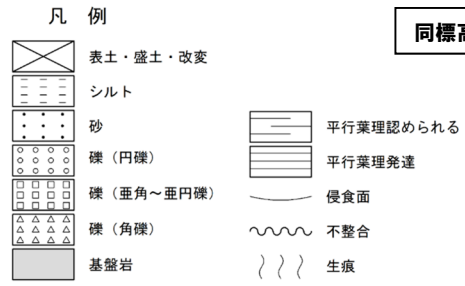 凡 例
同標高
表土・盛土・改変
シルト
砂
礫（円礫）
礫（亜角～亜円礫）
礫（角礫）
基盤岩
平行葉理認められる
平行葉理発達
侵食面
不整合
生痕